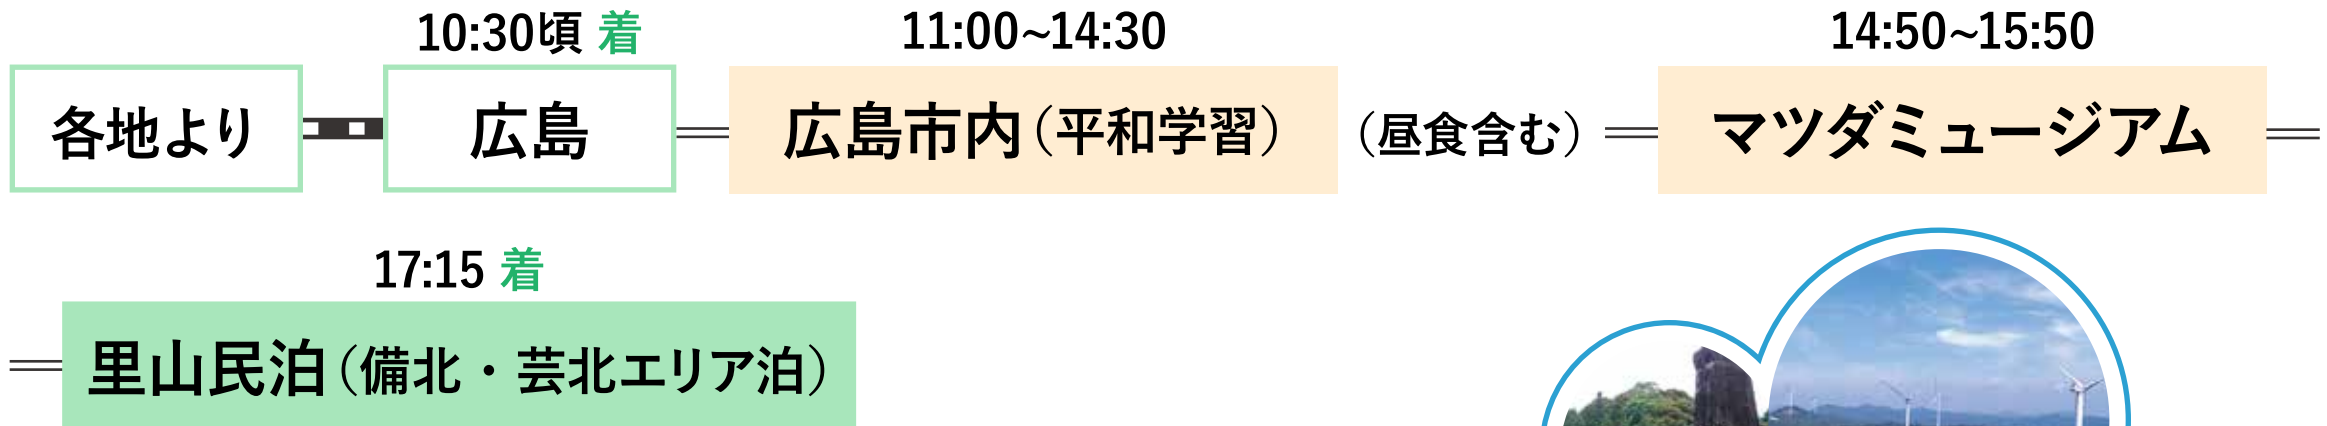 10:30頃 着 11:00~14:30 14:50~15:50
各地より 広島 広島市内（平和学習） （昼食含む） マツダミュージアム
17:15 着
里山民泊（備北・芸北エリア泊）